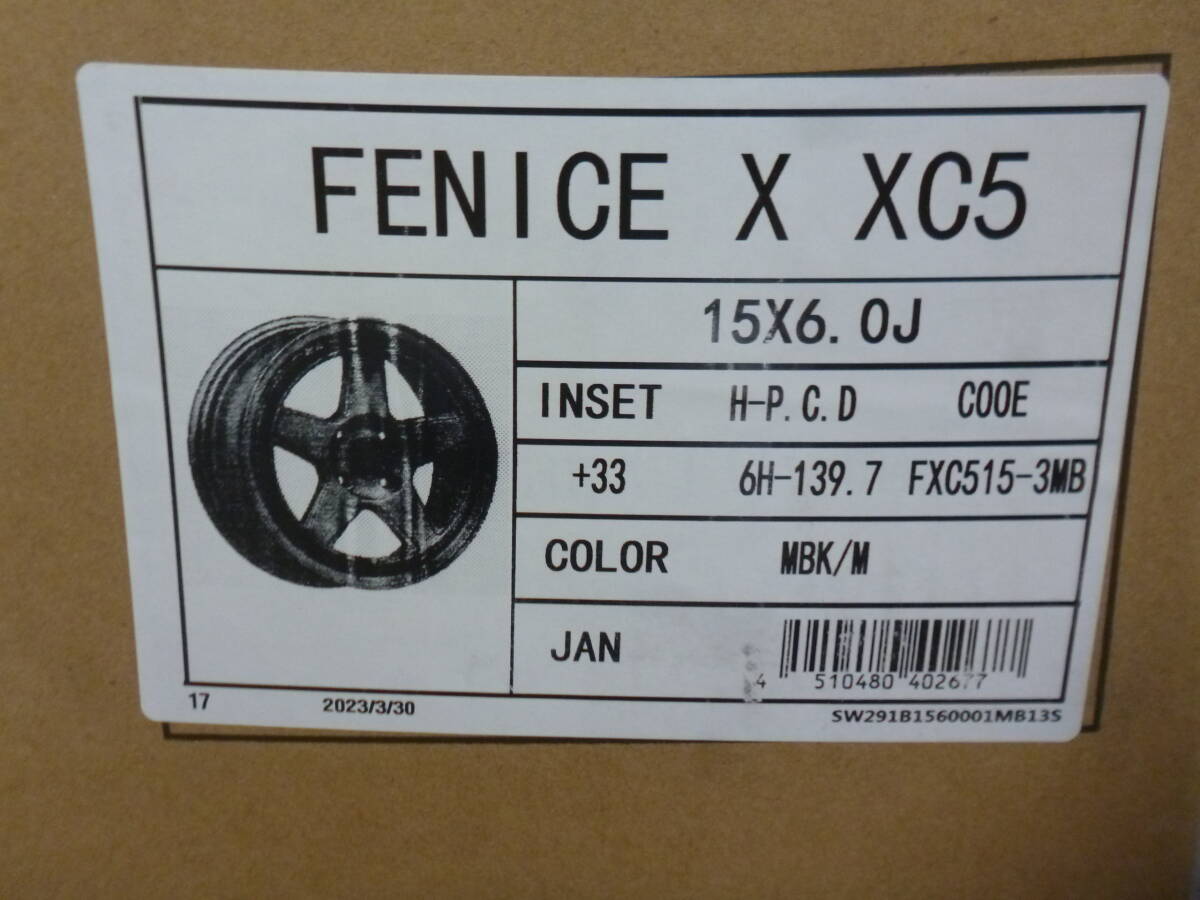 FENICE X XC5
15X6.0J
INSET H-P.C.D COOE
+33 6H-139.7 FXC515-3MB
COLOR MBK/M
JAN
4 510480 402677
17 2023/3/30 SW291B1560001MB13S